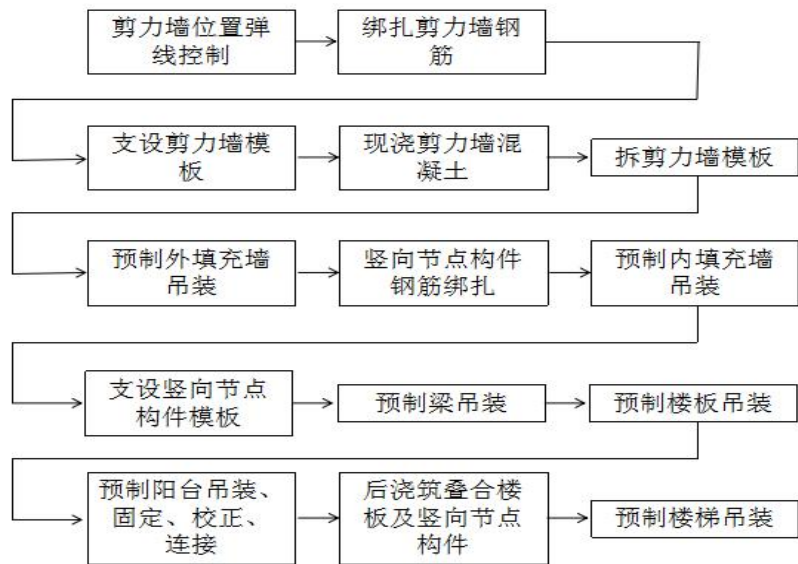 剪力墙位置弹
线控制
绑扎剪力墙钢
筋
支设剪力墙模
板
现浇剪力墙混
凝土
拆剪力墙模板
预制外填充墙
吊装
竖向节点构件
钢筋绑扎
预制内填充墙
吊装
支设竖向节点
构件模板
预制梁吊装
预制楼板吊装
预制阳台吊装、
固定、校正、
连接
后浇筑叠合楼
板及竖向节点
构件
预制楼梯吊装